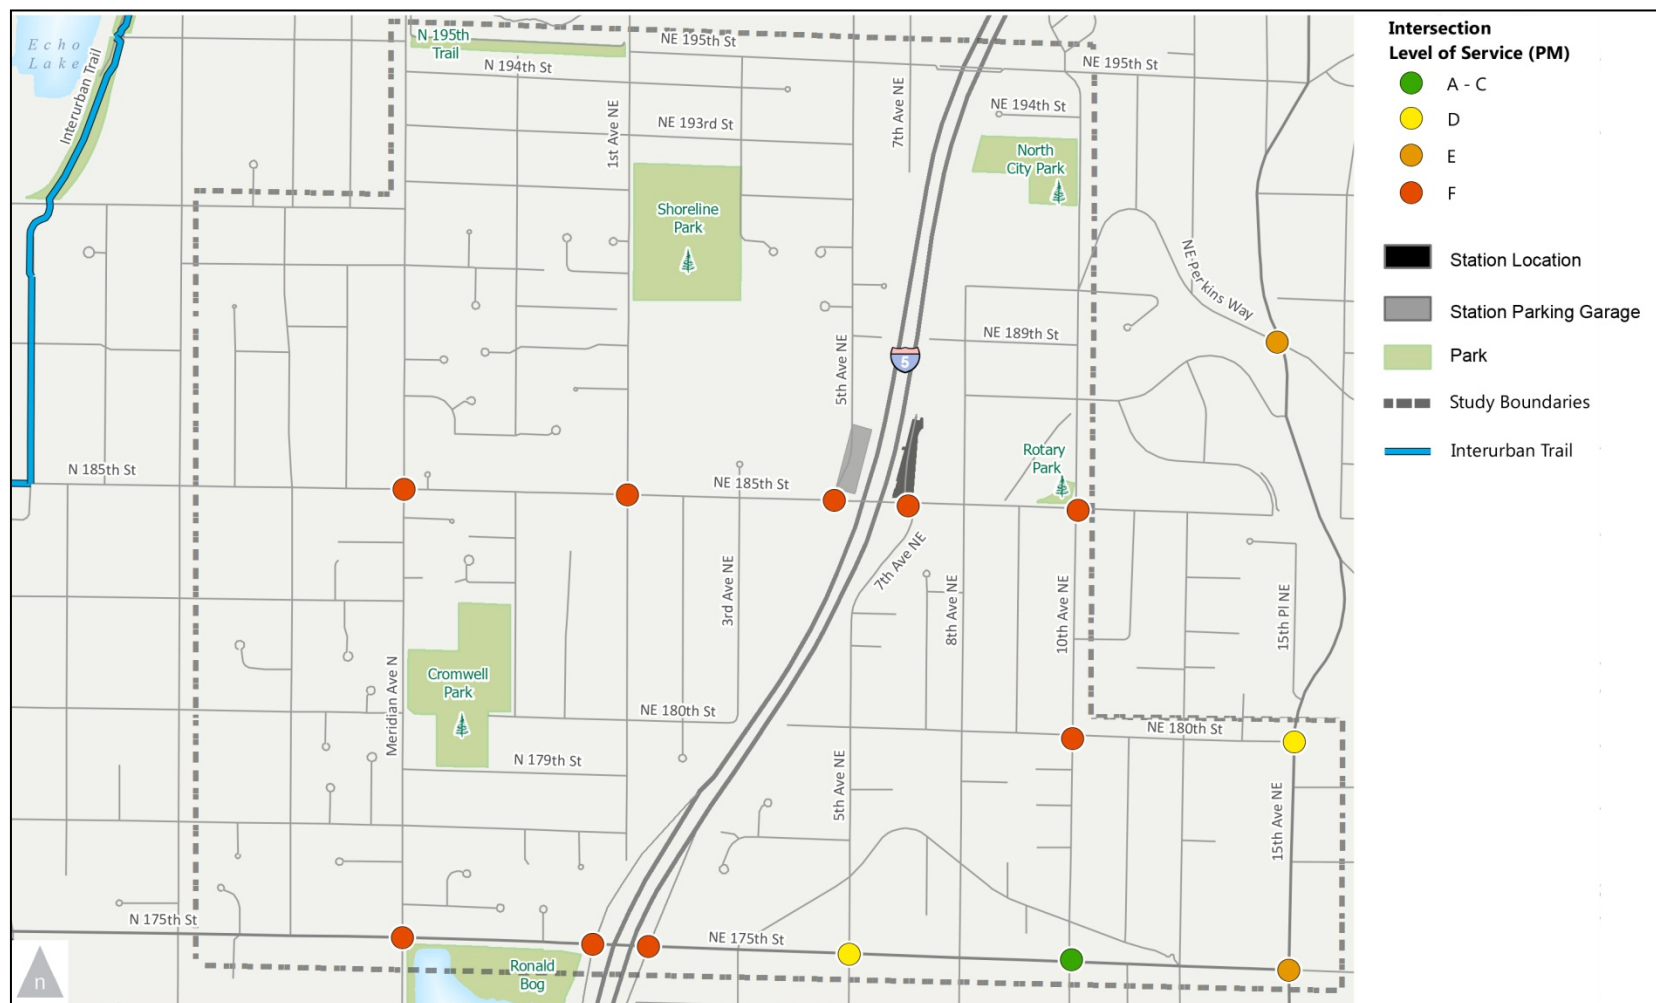 Echo
Lake
Interurban Trail
N 195th
Trail
N 194th St
NE 195th St
NE 195th St
1st Ave NE
NE 193rd St
7th Ave NE
NE 194th St
North
City Park
Shoreline
Park
NE Perkins Way
NE 189th St
5th Ave NE
5
N 185th St
NE 185th St
Rotary
Park
7th Ave NE
3rd Ave NE
8th Ave NE
10th Ave NE
15th Pl NE
Meridian Ave N
Cromwell
Park
NE 180th St
NE 180th St
N 179th St
5th Ave NE
15th Ave NE
N 175th St
NE 175th St
Ronald
Bog
n
Intersection
Level of Service (PM)
A - C
D
E
F
Station Location
Station Parking Garage
Park
Study Boundaries
Interurban Trail